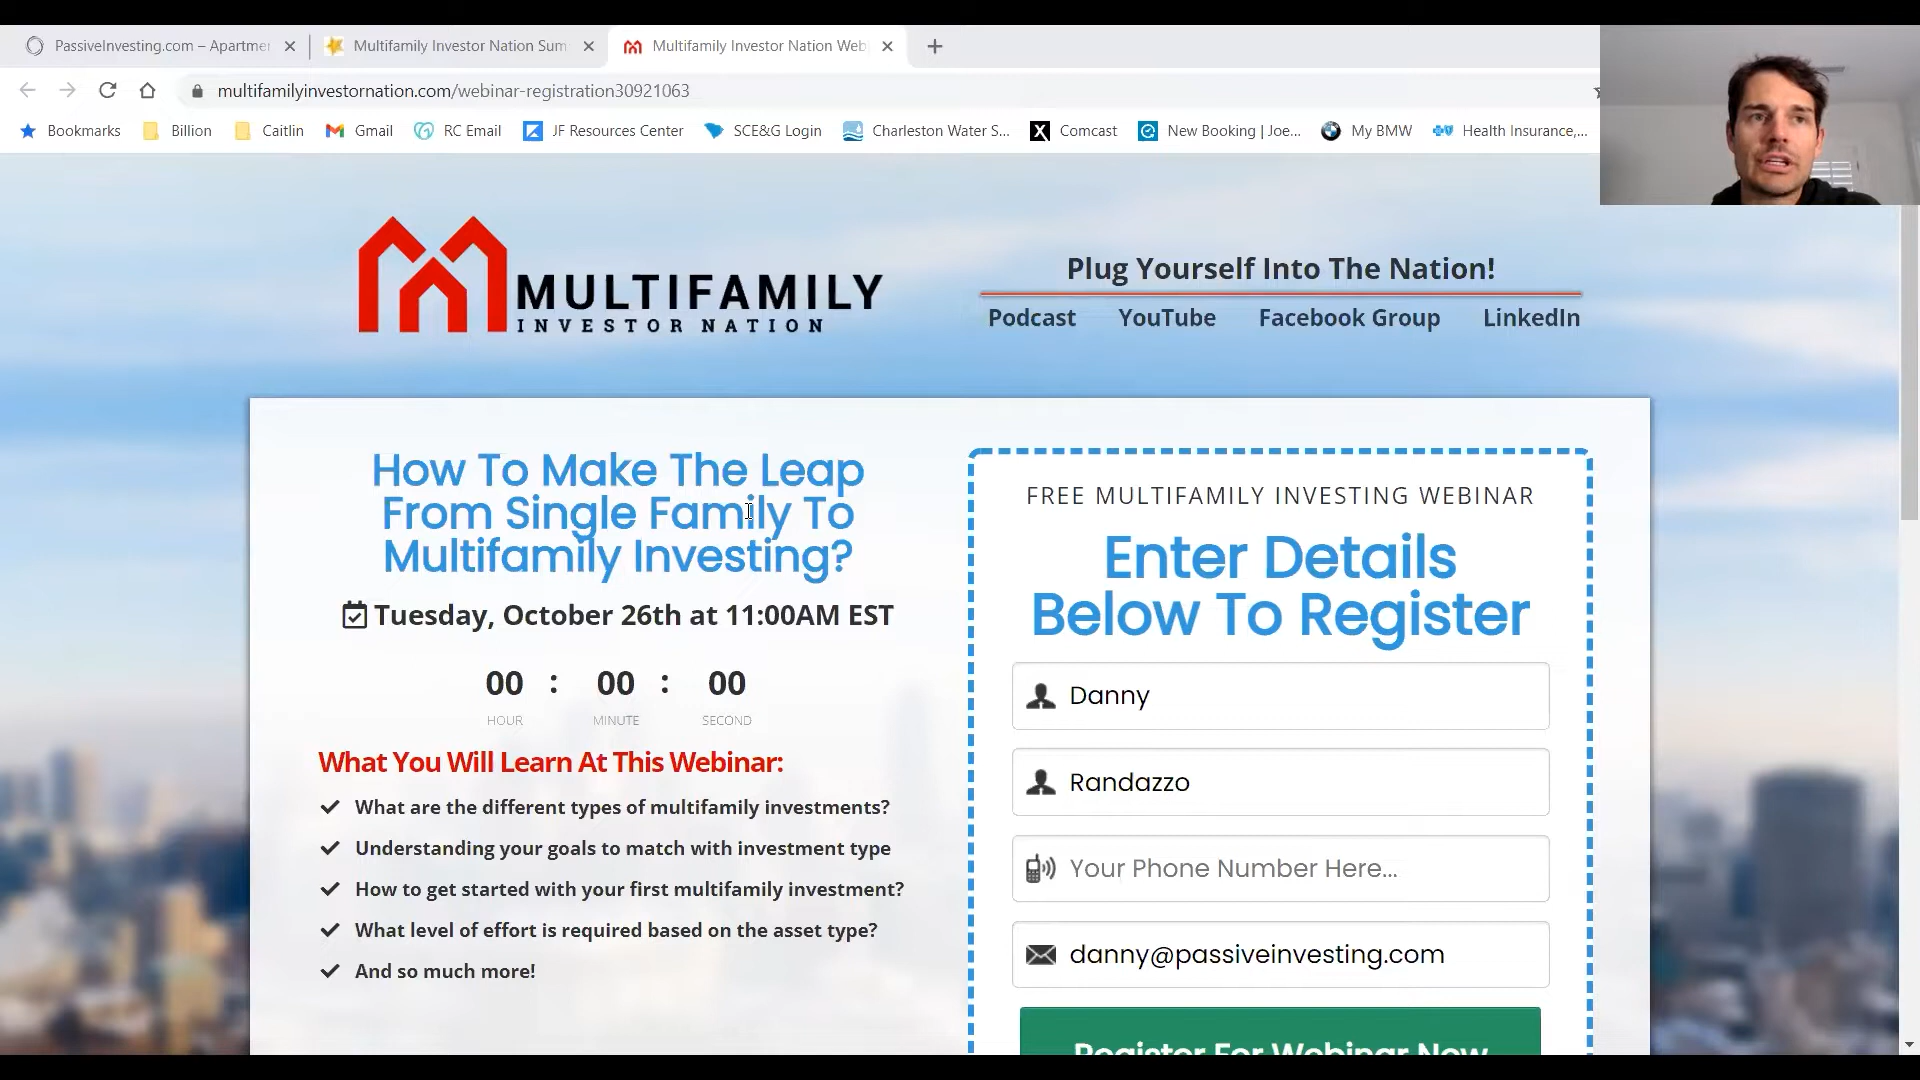 PassiveInvesting.com – Apartme
Multifamily Investor Nation Sum
Multifamily Investor Nation Web
multifamilyinvestornation.com/webinar-registration30921063
Bookmarks
Billion
Caitlin
Gmail
RC Email
JF Resources Center
SCE&G Login
Charleston Water S...
Comcast
New Booking | Joe...
My BMW
Health Insurance,...
MULTIFAMILY
INVESTOR NATION
Plug Yourself Into The Nation!
Podcast YouTube Facebook Group LinkedIn
How To Make The Leap
From Single Family To
Multifamily Investing?
Tuesday, October 26th at 11:00AM EST
00 : 00 : 00
HOUR MINUTE SECOND
What You Will Learn At This Webinar:
What are the different types of multifamily investments?
Understanding your goals to match with investment type
How to get started with your first multifamily investment?
What level of effort is required based on the asset type?
And so much more!
FREE MULTIFAMILY INVESTING WEBINAR
Enter Details
Below To Register
Danny
Randazzo
Your Phone Number Here...
danny@passiveinvesting.com
Register For Webinar Now